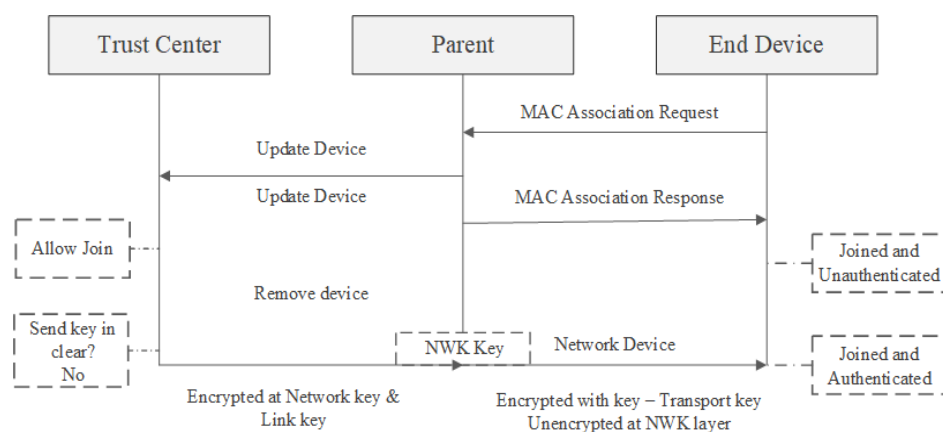 Trust Center
Parent
End Device
MAC Association Request
Update Device
Update Device
MAC Association Response
Allow Join
Joined and
Unauthenticated
Remove device
Send key in
clear?
No
NWK Key
Network Device
Joined and
Authenticated
Encrypted at Network key &
Link key
Encrypted with key – Transport key
Unencrypted at NWK layer